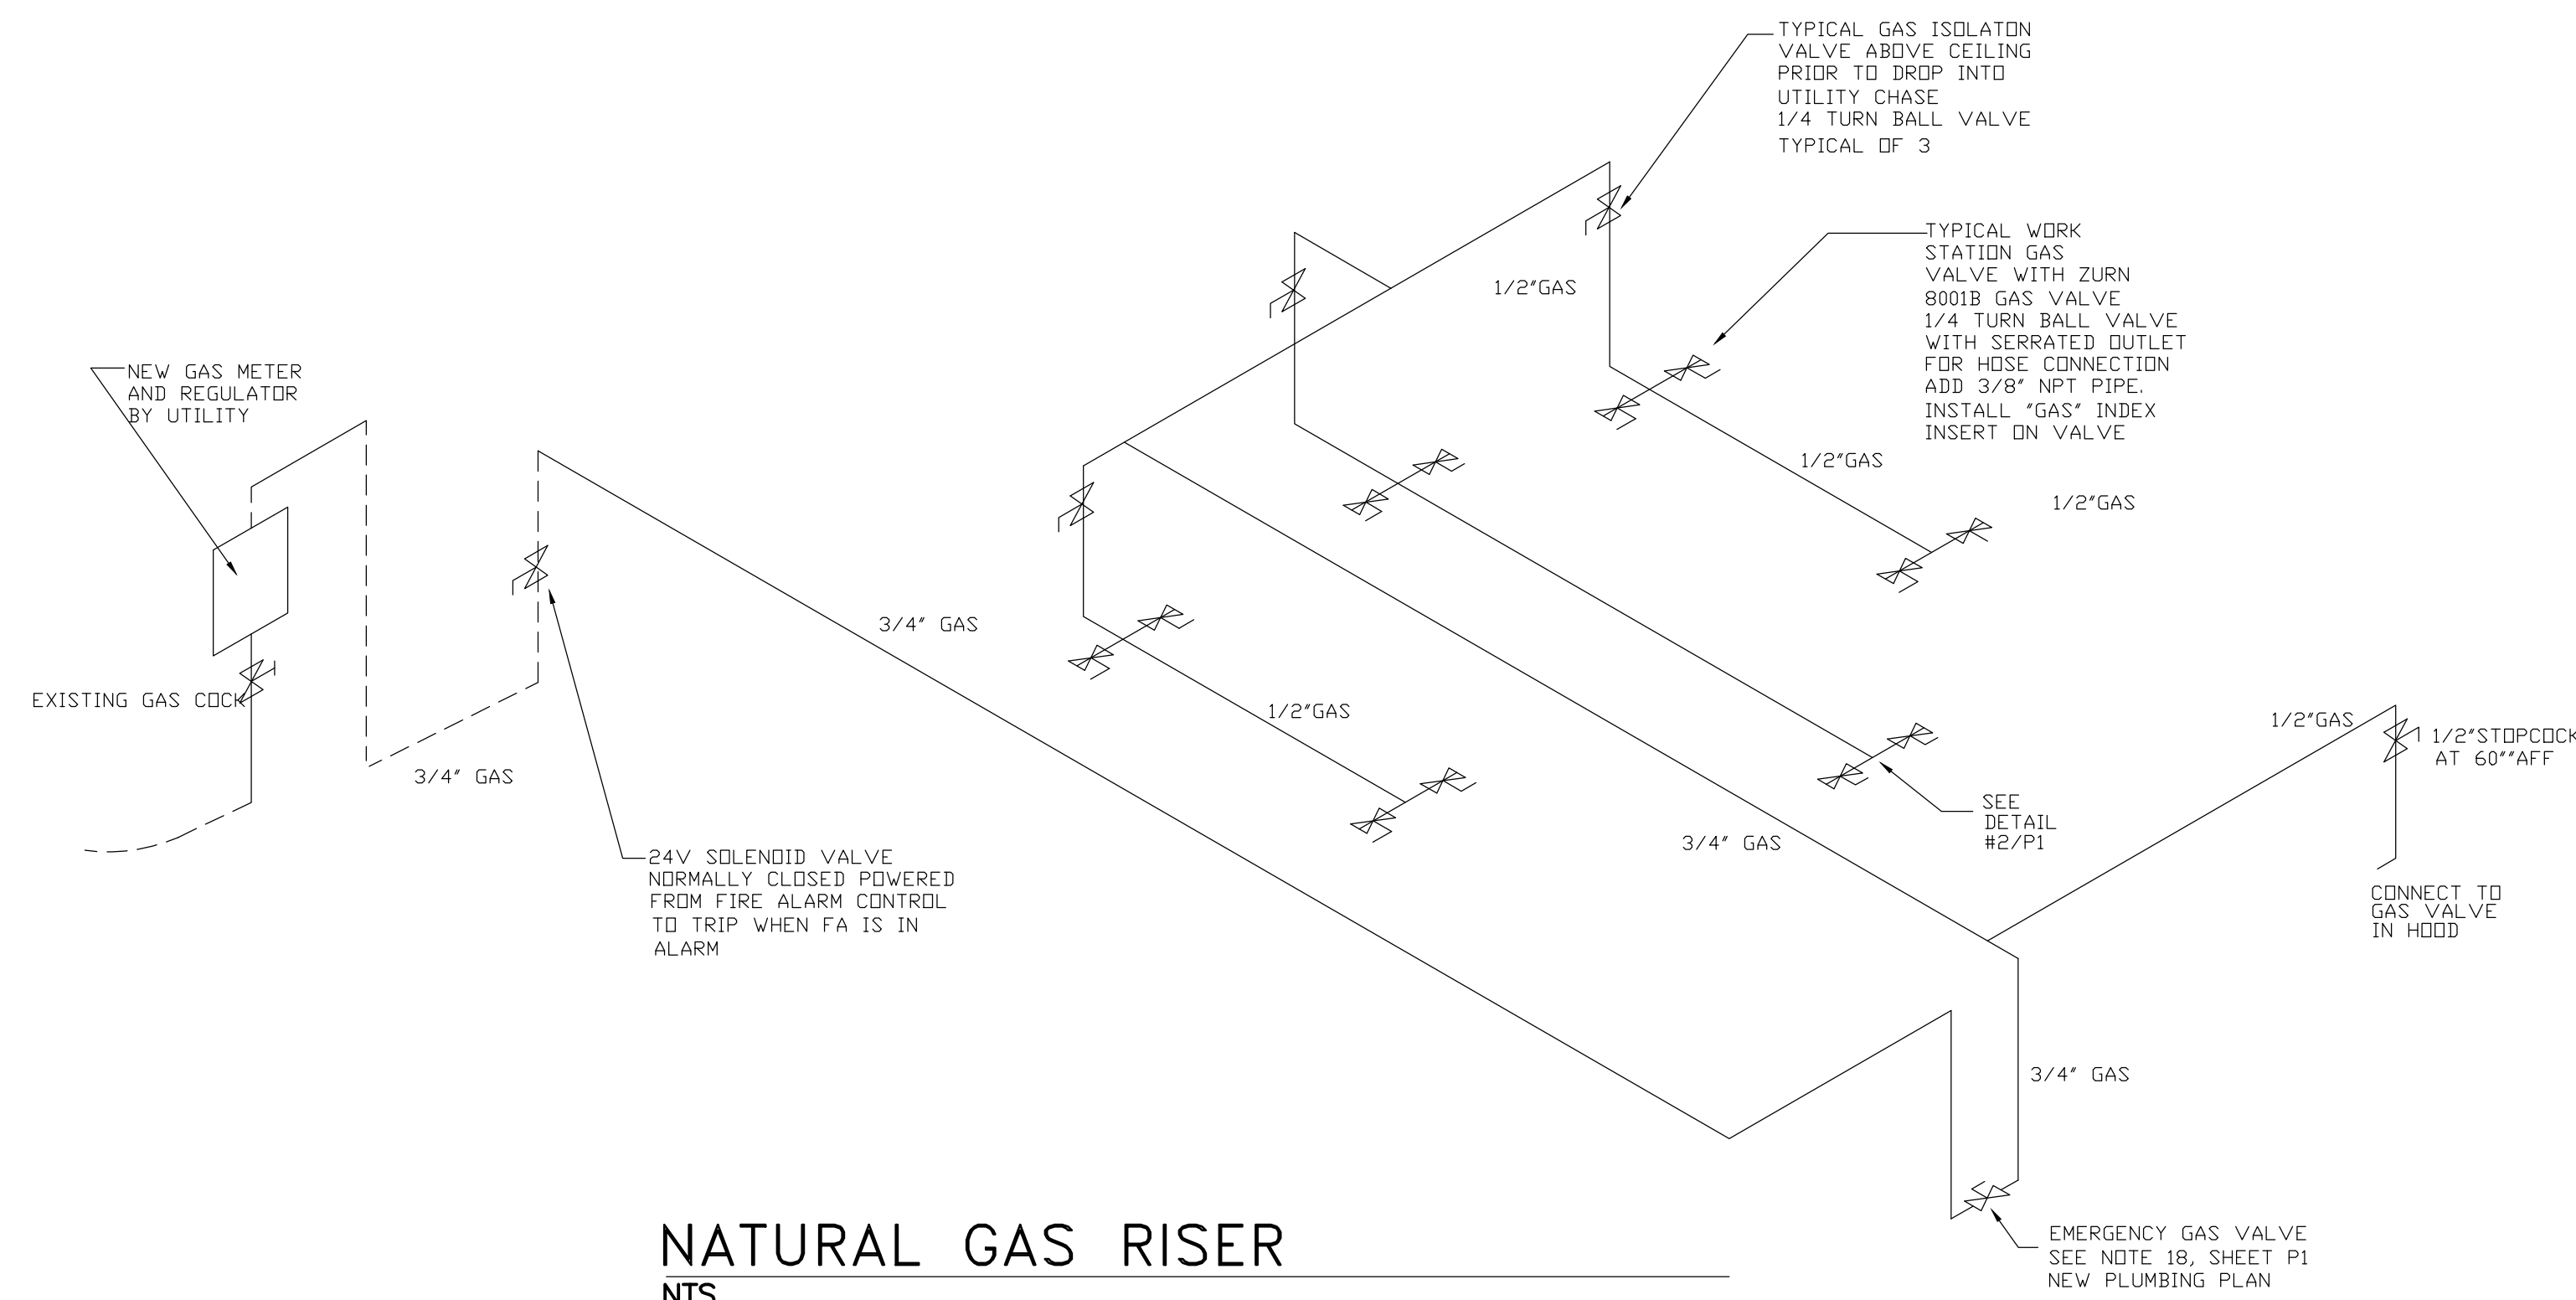 TYPICAL GAS ISOLATON
VALVE ABOVE CEILING
PRIOR TO DROP INTO
UTILITY CHASE
1/4 TURN BALL VALVE
TYPICAL OF 3
TYPICAL WORK
STATION GAS
VALVE WITH ZURN
8001B GAS VALVE
1/4 TURN BALL VALVE
WITH SERRATED OUTLET
FOR HOSE CONNECTION
ADD 3/8" NPT PIPE.
INSTALL "GAS" INDEX
INSERT ON VALVE
1/2"GAS
NEW GAS METER
AND REGULATOR
BY UTILITY
1/2"GAS
1/2"GAS
3/4" GAS
EXISTING GAS COCK
1/2"GAS
1/2"GAS
1/2"STOPCOCK
AT 60""AFF
3/4" GAS
SEE
DETAIL
#2/P1
3/4" GAS
24V SOLENOID VALVE
NORMALLY CLOSED POWERED
FROM FIRE ALARM CONTROL
TO TRIP WHEN FA IS IN
ALARM
CONNECT TO
GAS VALVE
IN HOOD
3/4" GAS
EMERGENCY GAS VALVE
SEE NOTE 18, SHEET P1
NEW PLUMBING PLAN
NATURAL GAS RISER
NTS